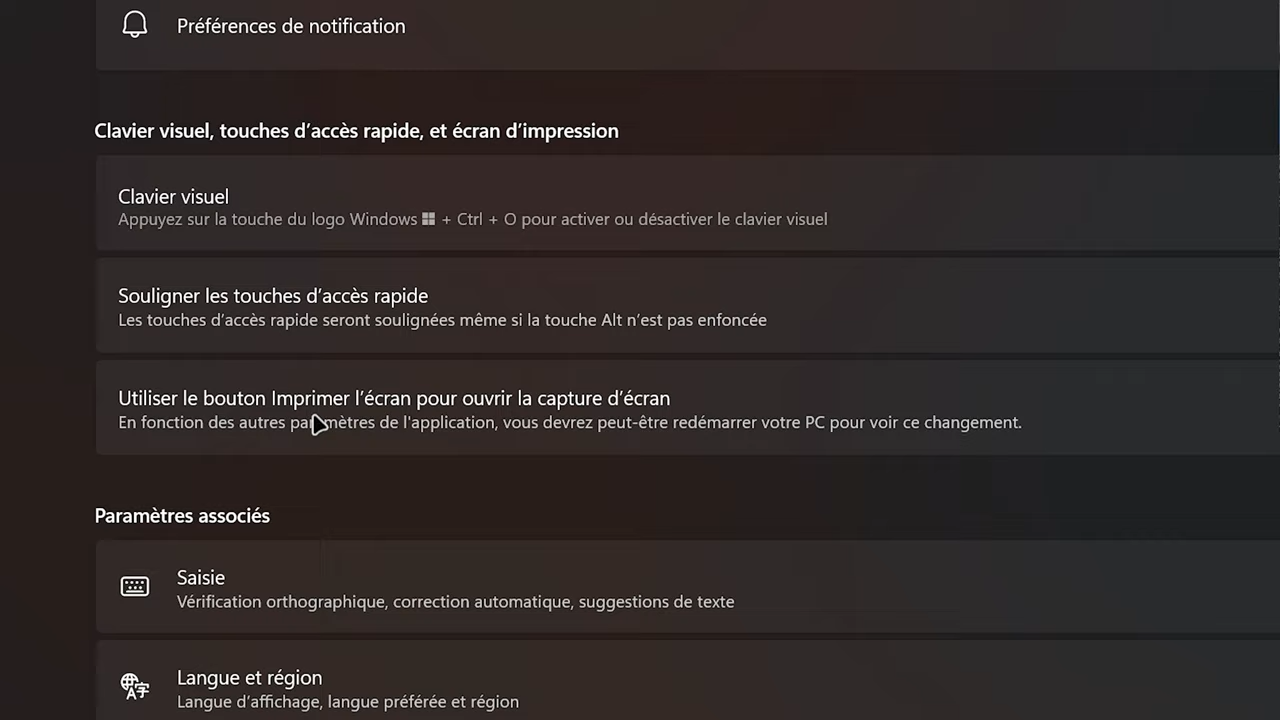 Préférences de notification
Clavier visuel, touches d’accès rapide, et écran d’impression
Clavier visuel
Appuyez sur la touche du logo Windows + Ctrl + O pour activer ou désactiver le clavier visuel
Souligner les touches d’accès rapide
Les touches d’accès rapide seront soulignées même si la touche Alt n’est pas enfoncée
Utiliser le bouton Imprimer l’écran pour ouvrir la capture d’écran
En fonction des autres paramètres de l'application, vous devrez peut-être redémarrer votre PC pour voir ce changement.
Paramètres associés
Saisie
Vérification orthographique, correction automatique, suggestions de texte
Langue et région
Langue d’affichage, langue préférée et région